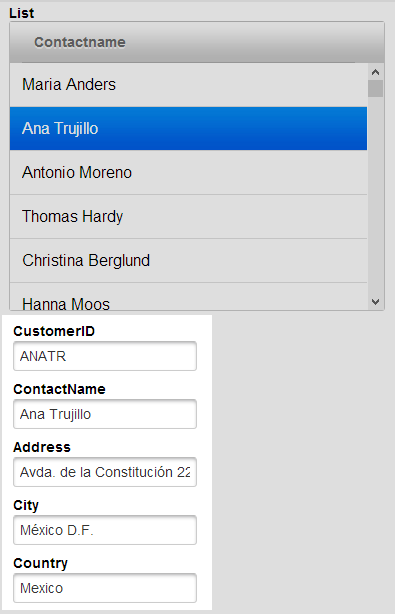 List
Contactname
Maria Anders
Ana Trujillo
Antonio Moreno
Thomas Hardy
Christina Berglund
Hanna Moos
CustomerID
ANATR
ContactName
Ana Trujillo
Address
Avda. de la Constitución 22
City
México D.F.
Country
Mexico